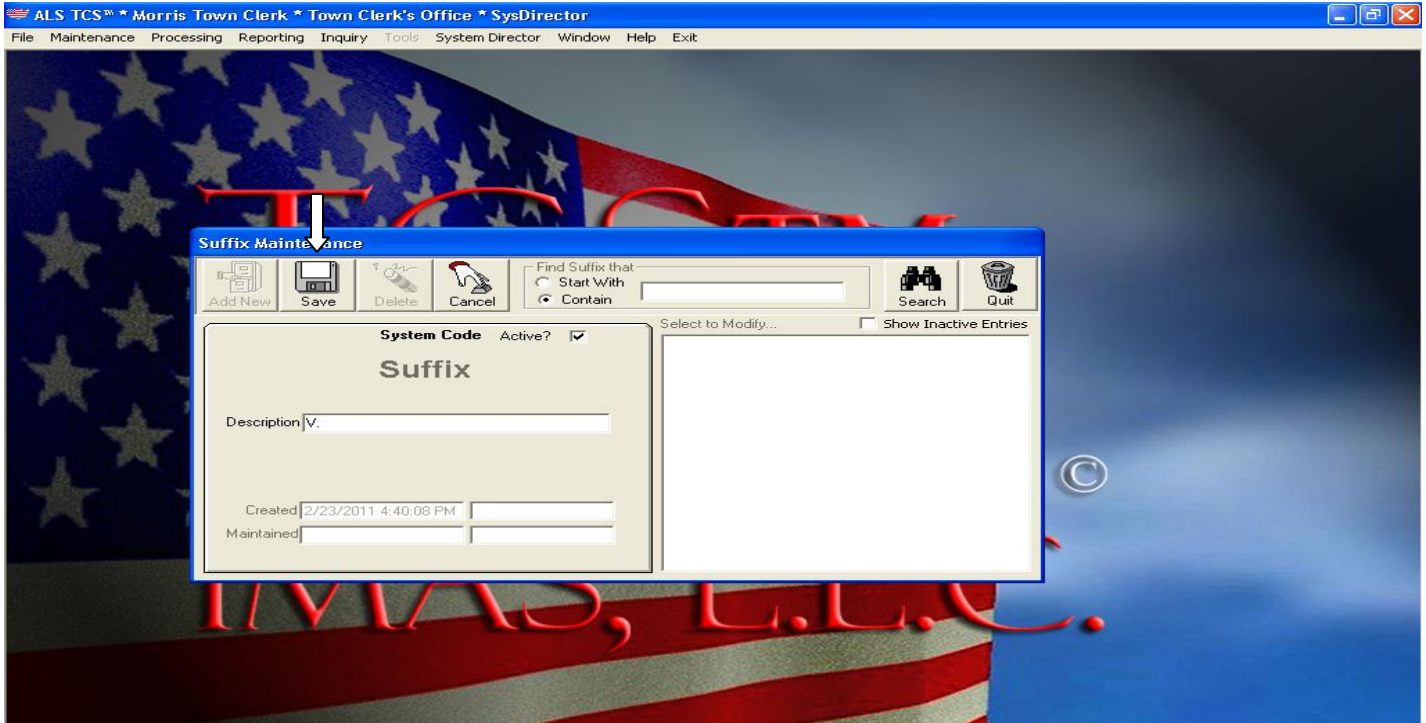 ALS TCS™ * Morris Town Clerk * Town Clerk's Office * SysDirector
File Maintenance Processing Reporting Inquiry Tools System Director Window Help Exit
Suffix Maintenance
Add New Save Delete Cancel
Find Suffix that
Start With
Contain
Search Quit
System Code Active?
Select to Modify... Show Inactive Entries
Suffix
Description V.
Created 2/23/2011 4:40:08 PM
Maintained
©
IMAS, L.L.C.